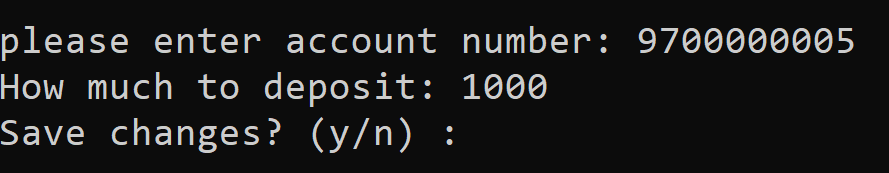 please enter account number: 9700000005
How much to deposit: 1000
Save changes? (y/n) :